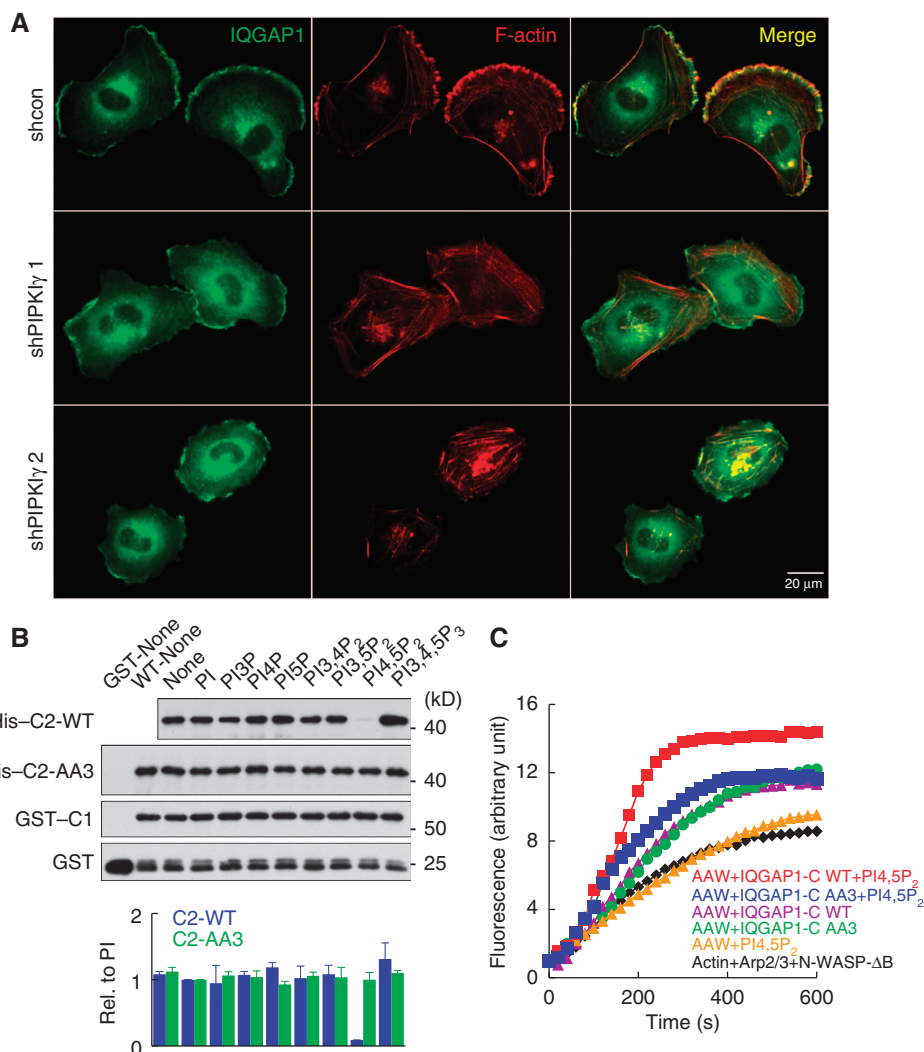 A
IQGAP1
F-actin
Merge
shcon
shPIPKIγ 1
shPIPKIγ 2
20 μm
B
GST-None
WT-None
None
PI
PI3P
PI4P
PI5P
PI3,4P2
PI3,5P2
PI4,5P2
PI3,4,5P3
(kD)
His–C2-WT
40
is–C2-AA3
40
GST–C1
50
GST
25
C2-WT
C2-AA3
Rel. to PI
2
1
0
C
Fluorescence (arbitrary unit)
16
12
8
4
0
AAW+IQGAP1-C WT+PI4,5P2
AAW+IQGAP1-C AA3+PI4,5P2
AAW+IQGAP1-C WT
AAW+IQGAP1-C AA3
AAW+PI4,5P2
Actin+Arp2/3+N-WASP-ΔB
0 200 400 600
Time (s)